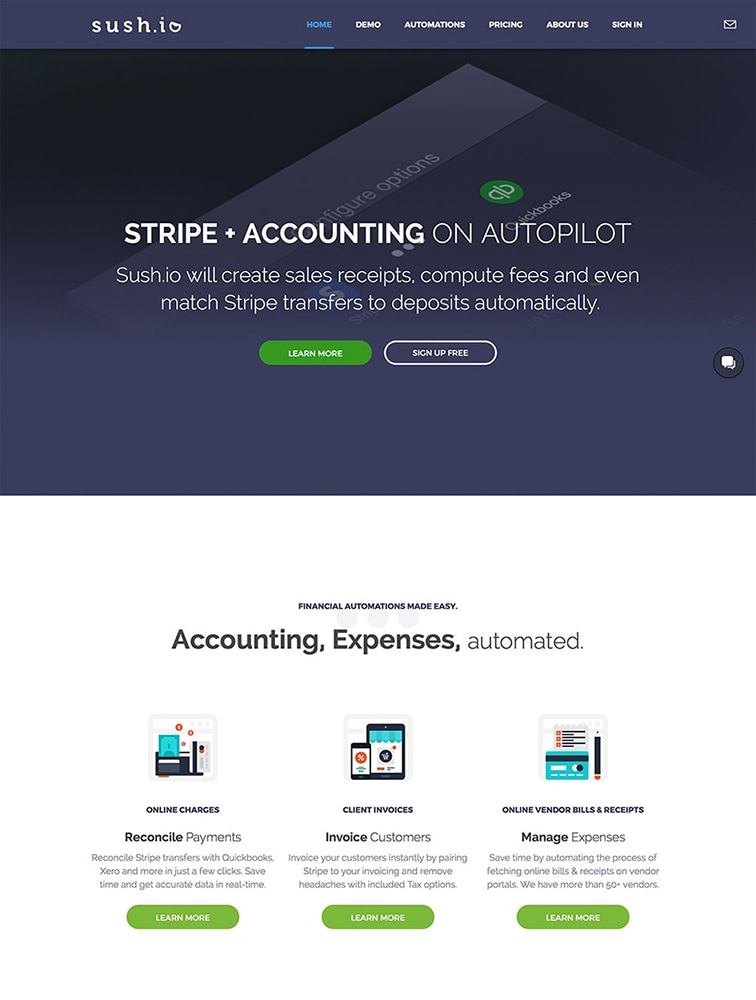 sush.io
HOME DEMO AUTOMATIONS PRICING ABOUT US SIGN IN
Configure options
Quickbooks
STRIPE + ACCOUNTING ON AUTOPILOT
Sush.io will create sales receipts, compute fees and even
match Stripe transfers to deposits automatically.
LEARN MORE SIGN UP FREE
FINANCIAL AUTOMATIONS MADE EASY.
Accounting, Expenses, automated.
ONLINE CHARGES
Reconcile Payments
Reconcile Stripe transfers with Quickbooks,
Xero and more in just a few clicks. Save
time and get accurate data in real-time.
LEARN MORE
CLIENT INVOICES
Invoice Customers
Invoice your customers instantly by pairing
Stripe to your invoicing and remove
headaches with included Tax options.
LEARN MORE
ONLINE VENDOR BILLS & RECEIPTS
Manage Expenses
Save time by automating the process of
fetching online bills & receipts on vendor
portals. We have more than 50+ vendors.
LEARN MORE